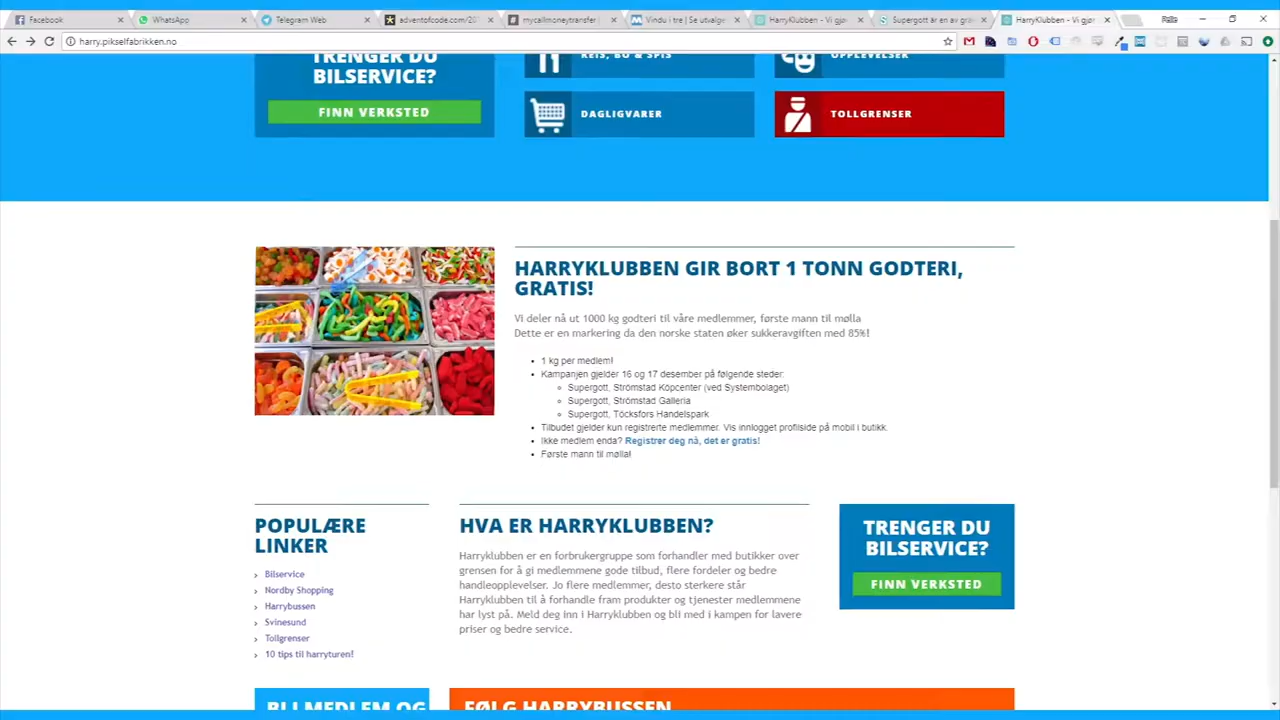 Facebook
WhatsApp
Telegram Web
adventofcode.com/20
mycallmoneytransfer |
Vindu i tre | Se utvalg
HarryKlubben - Vi gjø
Supergott är en av gra
HarryKlubben - Vi gjø
harry.pikselfabrikken.no
TRENGER DU
BILSERVICE?
FINN VERKSTED
REIS, BO & SPIS
OPPLEVELSER
DAGLIGVARER
TOLLGRENSER
HARRYKLUBBEN GIR BORT 1 TONN GODTERI,
GRATIS!
Vi deler nå ut 1000 kg godteri til våre medlemmer, første mann til mølla
Dette er en markering da den norske staten øker sukkeravgiften med 85%!
1 kg per medlem!
Kampanjen gjelder 16 og 17 desember på følgende steder:
Supergott, Strömstad Köpcenter (ved Systembolaget)
Supergott, Strömstad Galleria
Supergott, Töcksfors Handelspark
Tilbudet gjelder kun registrerte medlemmer. Vis innlogget profilside på mobil i butikk.
Ikke medlem enda? Registrer deg nå, det er gratis!
Første mann til mølla!
POPULÆRE
LINKER
Bilservice
Nordby Shopping
Harrybussen
Svinesund
Tollgrenser
10 tips til harryturen!
HVA ER HARRYKLUBBEN?
Harryklubben er en forbrukergruppe som forhandler med butikker over
grensen for å gi medlemmene gode tilbud, flere fordeler og bedre
handleopplevelser. Jo flere medlemmer, desto sterkere står
Harryklubben til å forhandle fram produkter og tjenester medlemmene
har lyst på. Meld deg inn i Harryklubben og bli med i kampen for lavere
priser og bedre service.
TRENGER DU
BILSERVICE?
FINN VERKSTED
BLI MEDLEM OG
FØLG HARRYBUSSEN